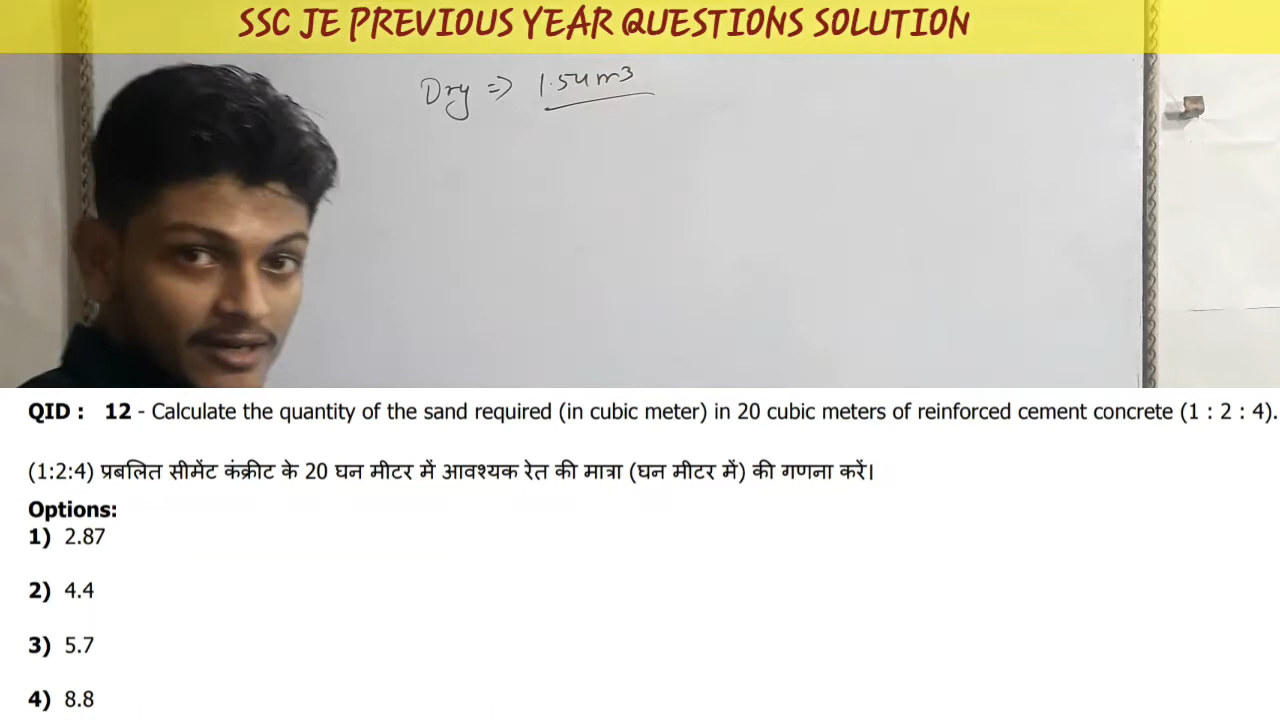 SSC JE PREVIOUS YEAR QUESTIONS SOLUTION
Dry => 1.54m³
QID : 12 - Calculate the quantity of the sand required (in cubic meter) in 20 cubic meters of reinforced cement concrete (1 : 2 : 4).
(1:2:4) प्रबलित सीमेंट कंक्रीट के 20 घन मीटर में आवश्यक रेत की मात्रा (घन मीटर में) की गणना करें।
Options:
1) 2.87
2) 4.4
3) 5.7
4) 8.8